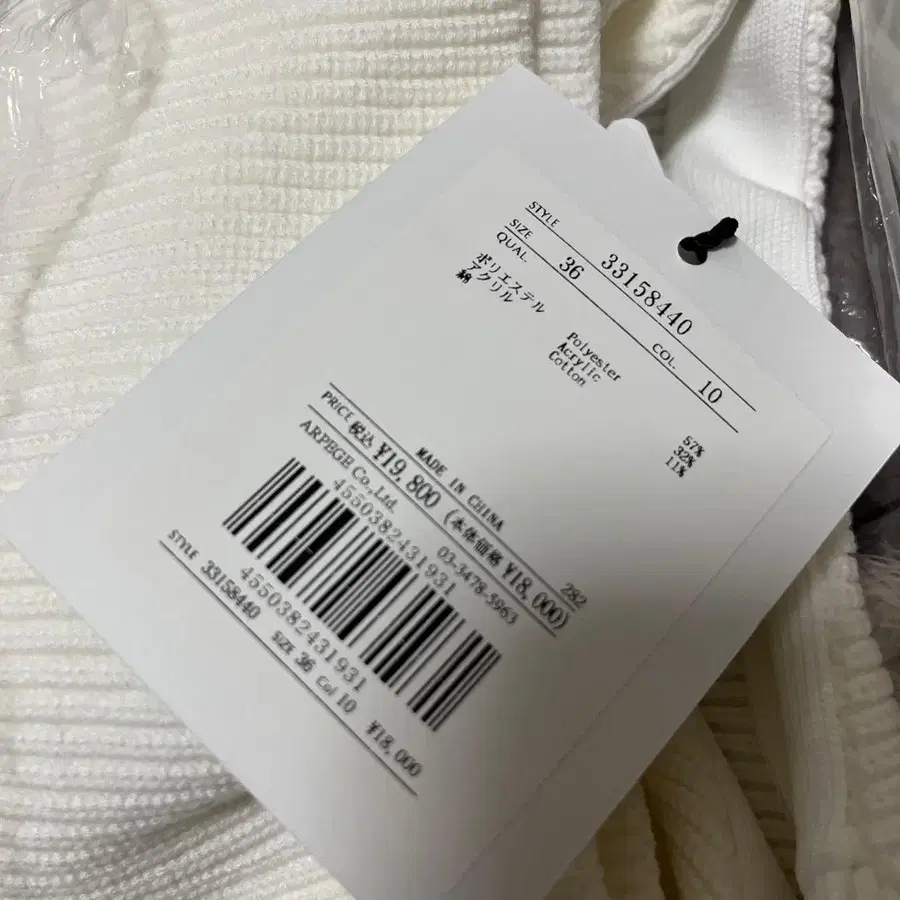 STYLE 33158440
SIZE 36 COL. 10
QUAL
ポリエステル Polyester 57%
アクリル Acrylic 32%
綿 Cotton 11%
MADE IN CHINA 282
PRICE 税込 ¥19,800 (本体価格 ¥18,000)
ARPEGE Co.,Ltd. 03-3478-5963
4550382431931
4550382431931
STYLE 33158440 SIZE 36 Col 10 ¥18,000